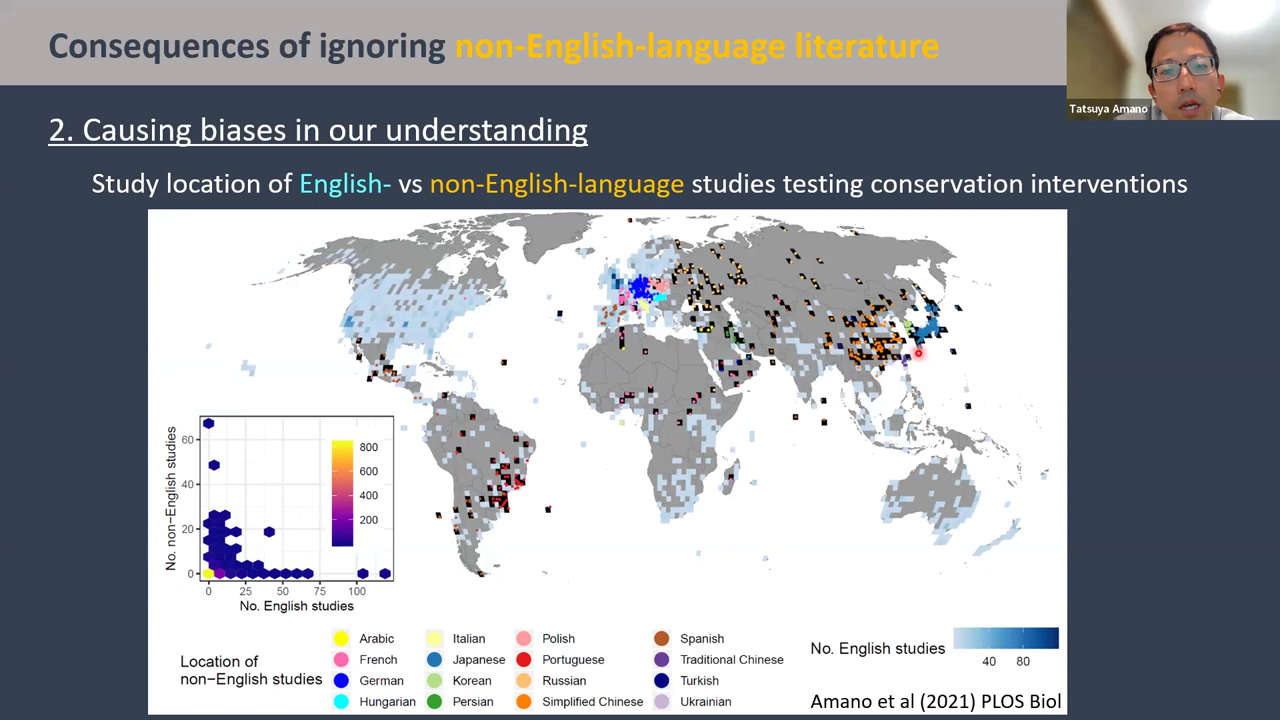 Consequences of ignoring non-English-language literature
Tatsuya Amano
2. Causing biases in our understanding
Study location of English- vs non-English-language studies testing conservation interventions
No. non−English studies
60
40
20
0
800
600
400
200
0 25 50 75 100
No. English studies
Location of
non−English studies
Arabic
French
German
Hungarian
Italian
Japanese
Korean
Persian
Polish
Portuguese
Russian
Simplified Chinese
Spanish
Traditional Chinese
Turkish
Ukrainian
No. English studies
40 80
Amano et al (2021) PLOS Biol